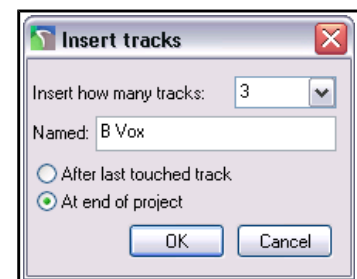 Insert tracks
Insert how many tracks: 3
Named: B Vox
After last touched track
At end of project
OK Cancel